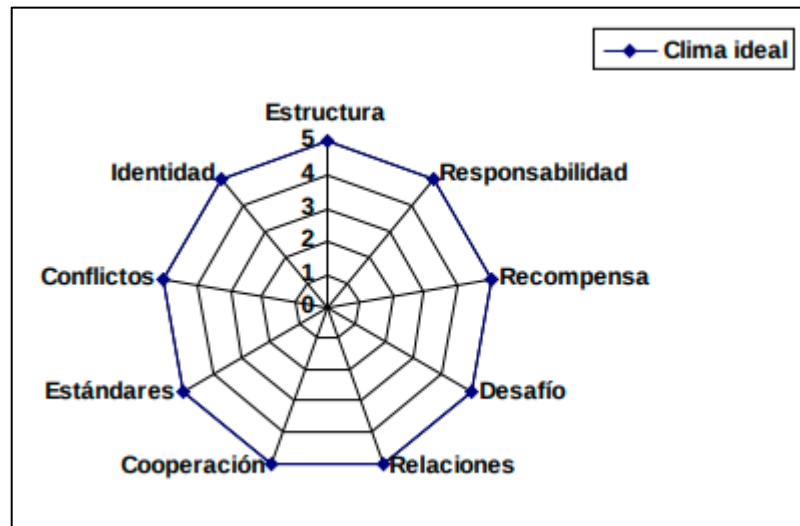 Clima ideal
Estructura
5
Identidad
4
Responsabilidad
3
2
Conflictos
1
Recompensa
0
Estándares
Desafío
Cooperación
Relaciones